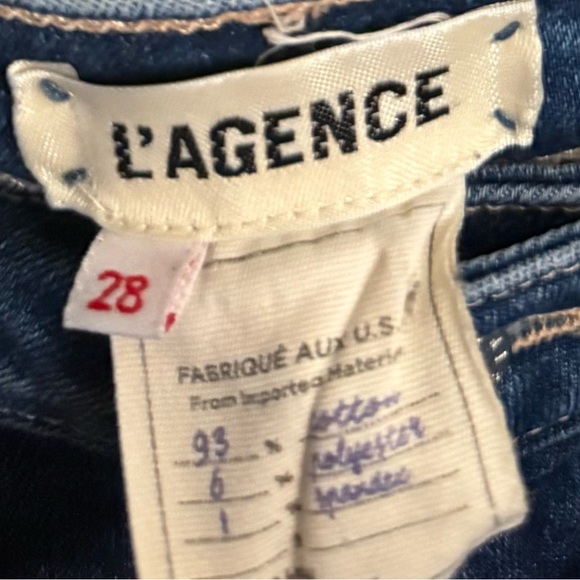 L'AGENCE
28
FABRIQUÉ AUX U.S.
From Imported Materia
93 % cotton
6 % polyester
1 % spandex